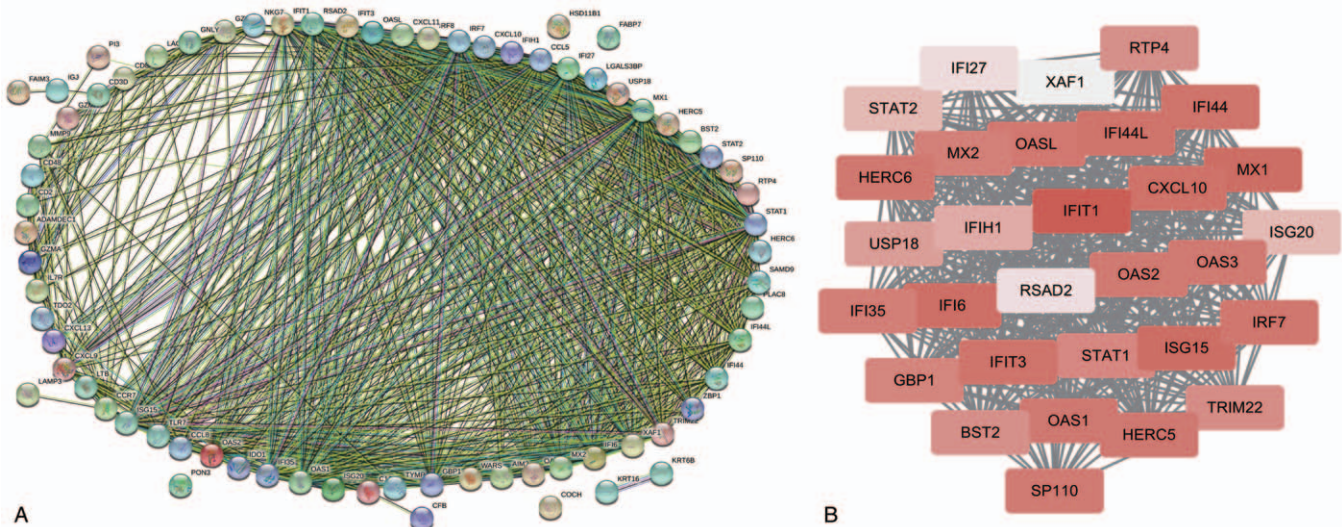 NKG7
IFIT1
RSAD2
IFIT3
OASL
CXCL11
IRF7
CXCL10
IFIH1
CCL5
IFI27
LGALS3BP
USP18
MX1
HERC5
BST2
STAT2
SP110
RTP4
STAT1
HERC6
SAMD9
PLAC8
IFI44L
IFI44
ZBP1
XAF1
IFI6
MX2
WARS
GBP1
ISG20
OAS1
IFI35
IDO1
OAS2
CCL8
TLR7
ISG15
CCR7
LTB
LAMP3
CXCL9
CXCL13
TDO2
IL7R
GZMA
ADAMDEC1
CD2
CD48
MMP9
CD3D
IGJ
FAIM3
PI3
GNLY
HSD11B1
FABP7
PON3
CFB
COCH
KRT16
KRT6B
A
RTP4
IFI27
XAF1
STAT2
IFI44
IFI44L
OASL
MX2
HERC6
MX1
CXCL10
IFIT1
IFIH1
USP18
ISG20
OAS3
OAS2
RSAD2
IFI6
IFI35
IRF7
ISG15
STAT1
IFIT3
GBP1
TRIM22
OAS1
HERC5
BST2
SP110
B